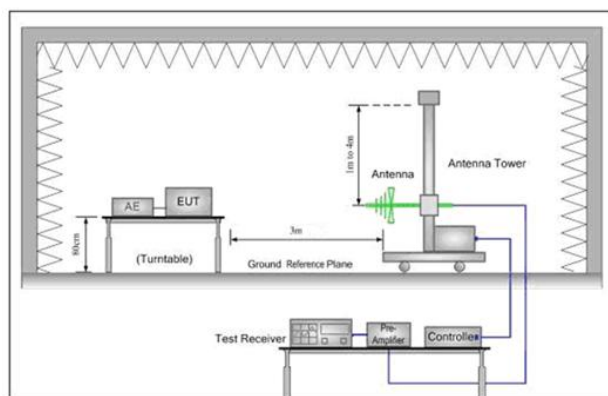 1m to 4m
Antenna
Antenna Tower
AE
EUT
80cm
(Turntable)
3m
Ground Reference Plane
Test Receiver
Pre-
Amplifier
Controller